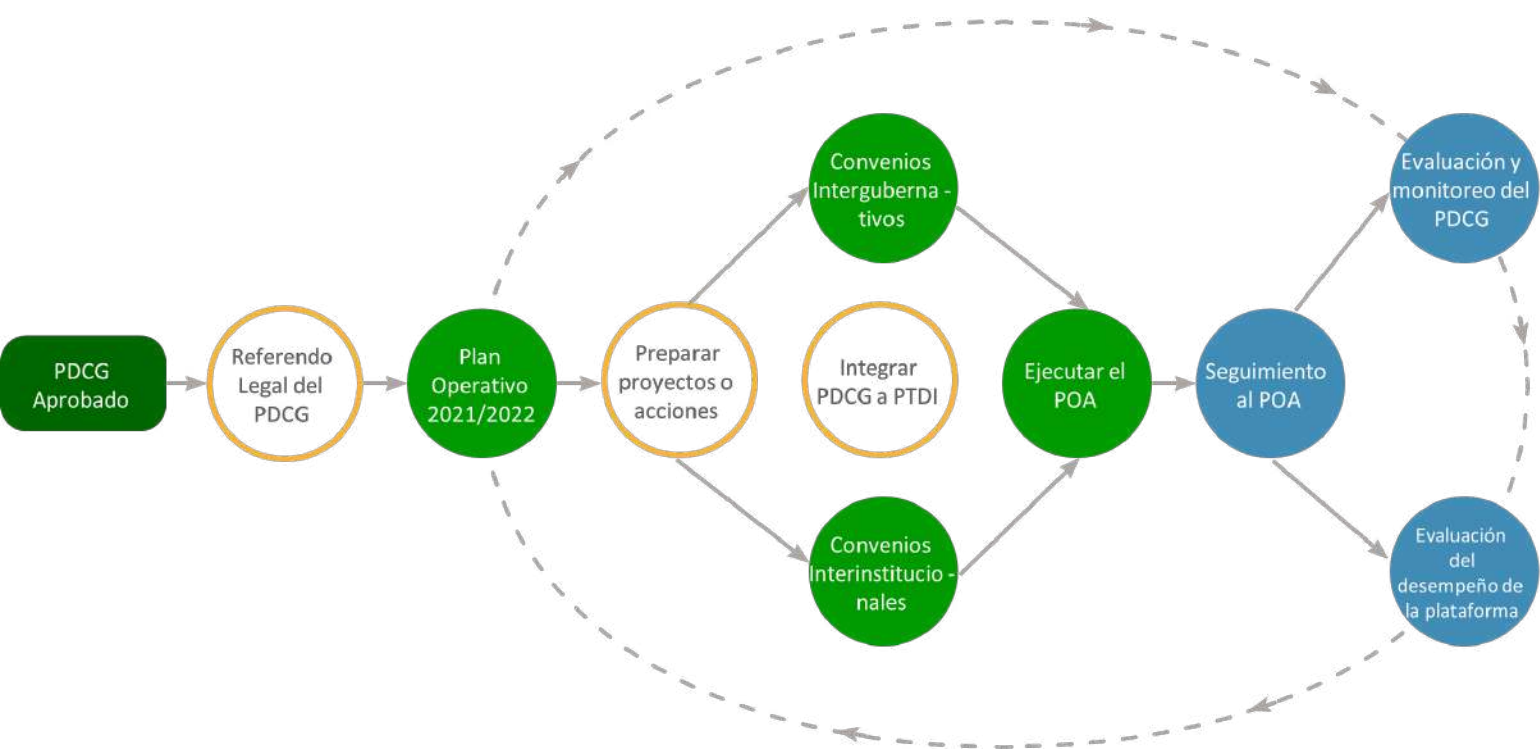 PDCG
Aprobado
Referendo
Legal del
PDCG
Plan
Operativo
2021/2022
Preparar
proyectos o
acciones
Convenios
Interguberna -
tivos
Integrar
PDCG a PTDI
Convenios
Interinstitucio -
nales
Ejecutar el
POA
Seguimiento
al POA
Evaluación y
monitoreo del
PDCG
Evaluación
del
desempeño de
la plataforma